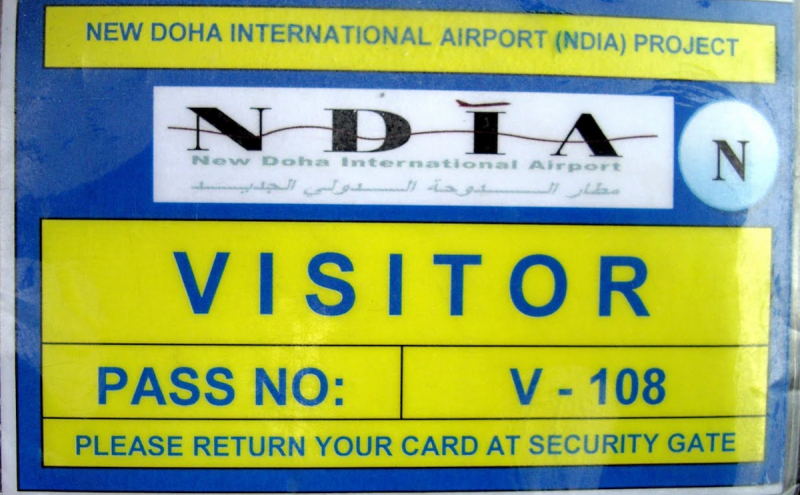 NEW DOHA INTERNATIONAL AIRPORT (NDIA) PROJECT
NDIA
New Doha International Airport
مطار الدوحة الدولي الجديد
N
VISITOR
PASS NO: V - 108
PLEASE RETURN YOUR CARD AT SECURITY GATE